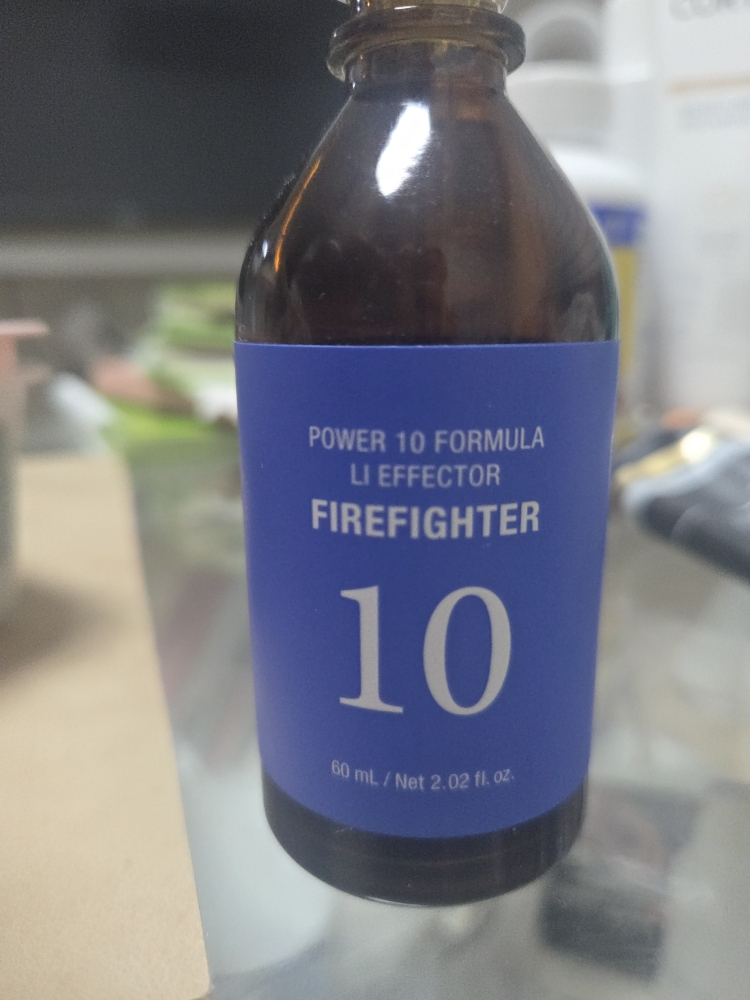 POWER 10 FORMULA
LI EFFECTOR
FIREFIGHTER
10
60 mL / Net 2.02 fl. oz.